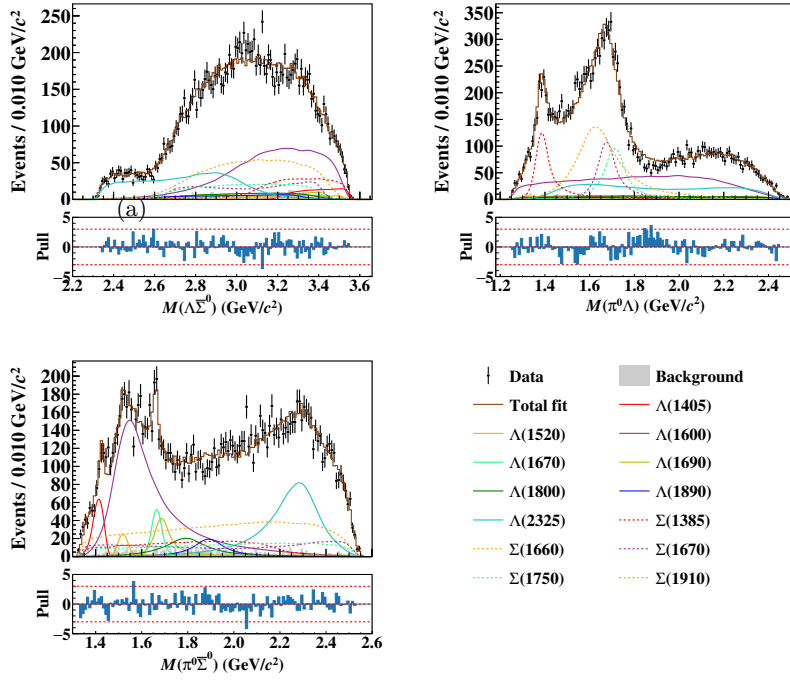 Events / 0.010 GeV/c²
250
200
150
100
50
0
(a)
Pull
5
0
−5
2.2 2.4 2.6 2.8 3.0 3.2 3.4 3.6
M(ΛΣ̅⁰) (GeV/c²)
Events / 0.010 GeV/c²
350
300
250
200
150
100
50
0
Pull
5
0
−5
1.2 1.4 1.6 1.8 2.0 2.2 2.4
M(π⁰Λ) (GeV/c²)
Events / 0.010 GeV/c²
200
180
160
140
120
100
80
60
40
20
0
Pull
5
0
−5
1.4 1.6 1.8 2.0 2.2 2.4 2.6
M(π⁰Σ̅⁰) (GeV/c²)
Data Background
Total fit Λ(1405)
Λ(1520) Λ(1600)
Λ(1670) Λ(1690)
Λ(1800) Λ(1890)
Λ(2325) Σ(1385)
Σ(1660) Σ(1670)
Σ(1750) Σ(1910)